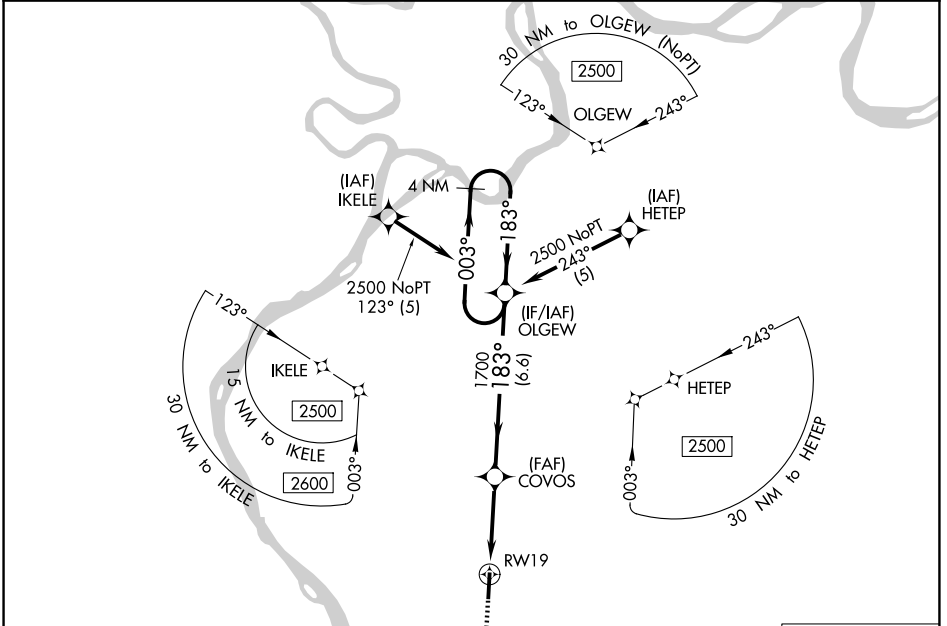 30 NM to OLGEW (NoPT)
2500
123°
243°
OLGEW
(IAF)
IKELE
4 NM
003°
183°
(IAF)
HETEP
2500 NoPT
243°
(5)
2500 NoPT
123° (5)
(IF/IAF)
OLGEW
1700
183°
(6.6)
123°
IKELE
2500
15 NM to IKELE
2600
30 NM to IKELE
003°
243°
HETEP
2500
003°
30 NM to HETEP
(FAF)
COVOS
RW19